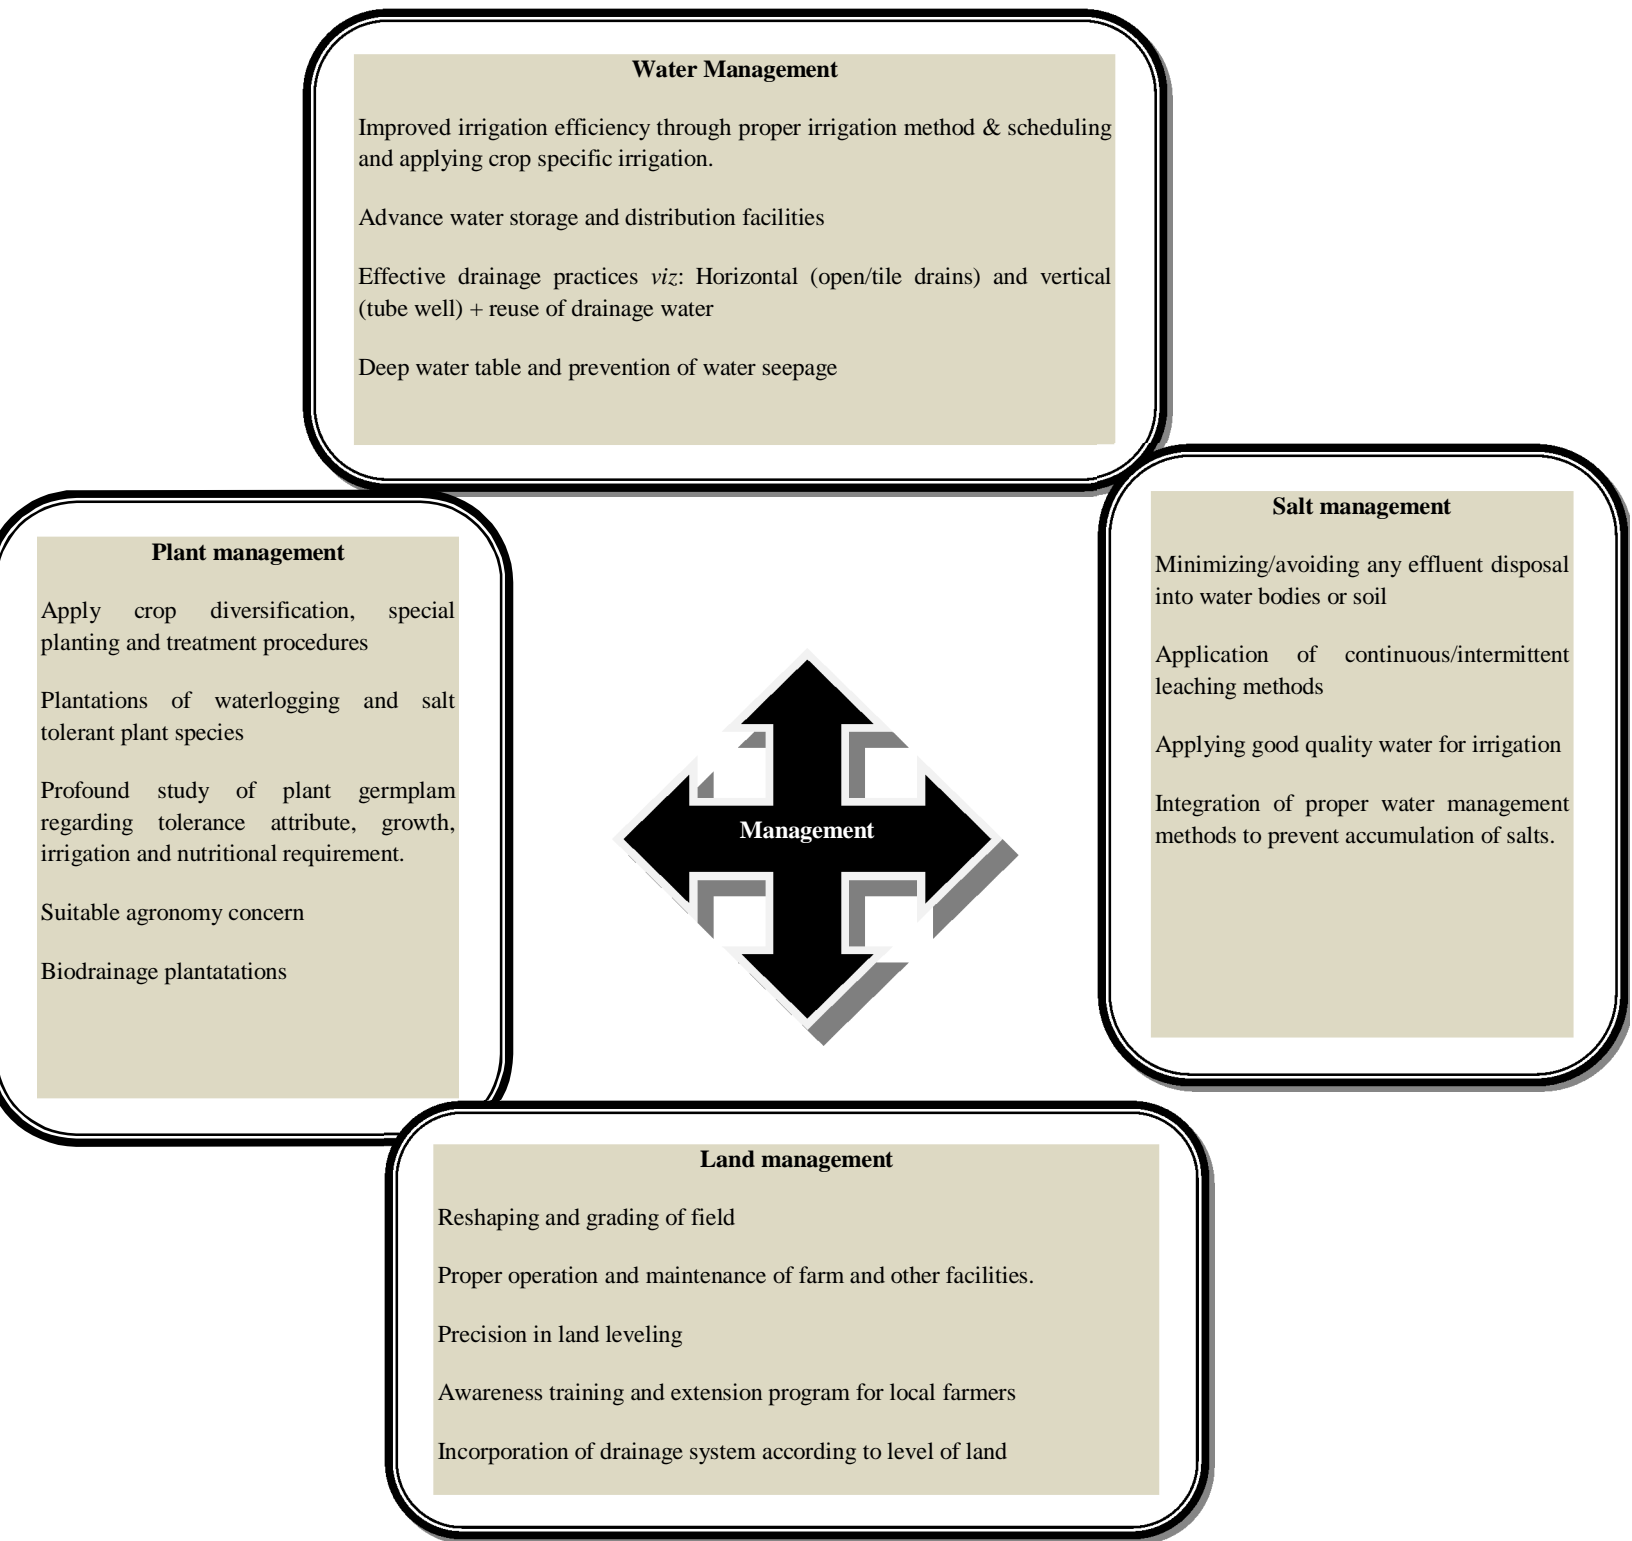 Water Management
Improved irrigation efficiency through proper irrigation method & scheduling
and applying crop specific irrigation.
Advance water storage and distribution facilities
Effective drainage practices viz: Horizontal (open/tile drains) and vertical
(tube well) + reuse of drainage water
Deep water table and prevention of water seepage
Plant management
Apply crop diversification, special
planting and treatment procedures
Plantations of waterlogging and salt
tolerant plant species
Profound study of plant germplam
regarding tolerance attribute, growth,
irrigation and nutritional requirement.
Suitable agronomy concern
Biodrainage plantatations
Management
Salt management
Minimizing/avoiding any effluent disposal
into water bodies or soil
Application of continuous/intermittent
leaching methods
Applying good quality water for irrigation
Integration of proper water management
methods to prevent accumulation of salts.
Land management
Reshaping and grading of field
Proper operation and maintenance of farm and other facilities.
Precision in land leveling
Awareness training and extension program for local farmers
Incorporation of drainage system according to level of land